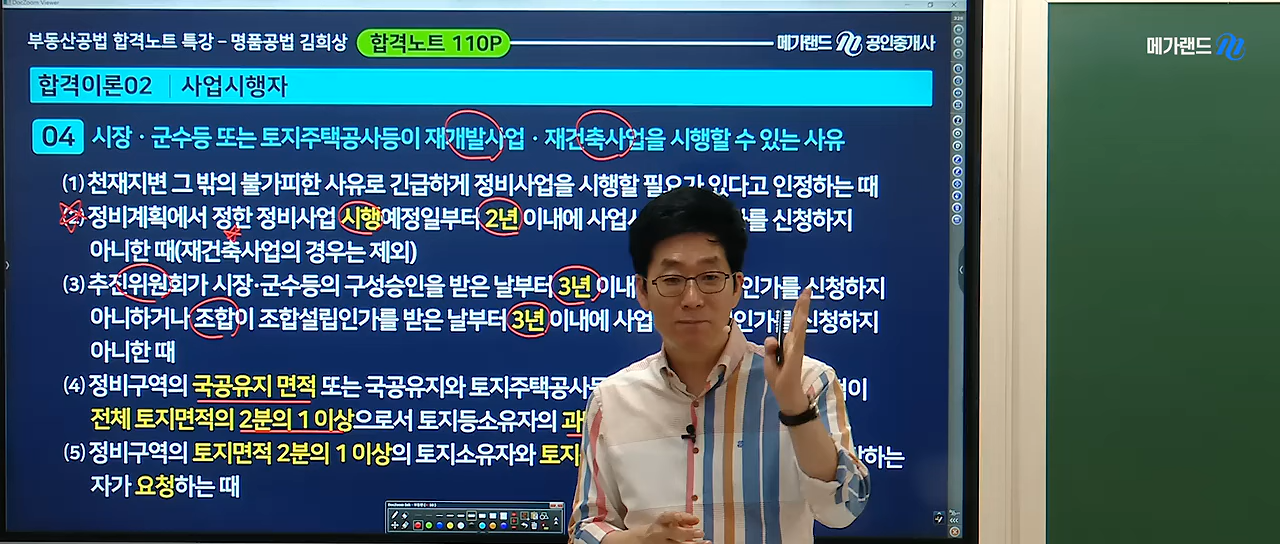 부동산공법 합격노트 특강 - 명품공법 김희상
합격노트 110P
메가랜드 공인중개사
메가랜드
합격이론02 사업시행자
04 시장·군수등 또는 토지주택공사등이 재개발사업·재건축사업을 시행할 수 있는 사유
(1) 천재지변 그 밖의 불가피한 사유로 긴급하게 정비사업을 시행할 필요가 있다고 인정하는 때
(2) 정비계획에서 정한 정비사업 시행예정일부터 2년 이내에 사업 를 신청하지
아니한 때(재건축사업의 경우는 제외)
(3) 추진위원회가 시장·군수등의 구성승인을 받은 날부터 3년 이내 인가를 신청하지
아니하거나 조합이 조합설립인가를 받은 날부터 3년 이내에 사업 인가를 신청하지
아니한 때
(4) 정비구역의 국공유지 면적 또는 국공유지와 토지주택공사 이
전체 토지면적의 2분의 1 이상으로서 토지등소유자의 과
(5) 정비구역의 토지면적 2분의 1 이상의 토지소유자와 토지 하는
자가 요청하는 때